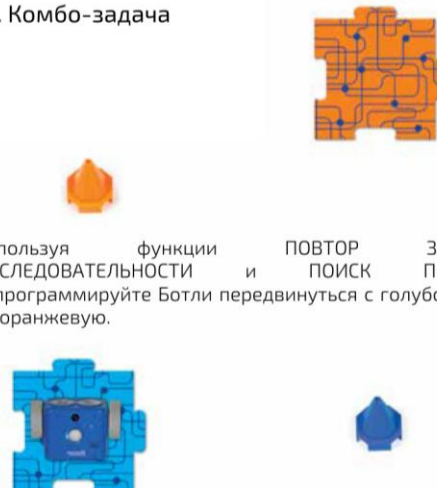 . Комбо-задача
пользуя функции ПОВТОР З
СЛЕДОВАТЕЛЬНОСТИ и ПОИСК П
программируйте Ботли передвинуться с голубо
оранжевую.